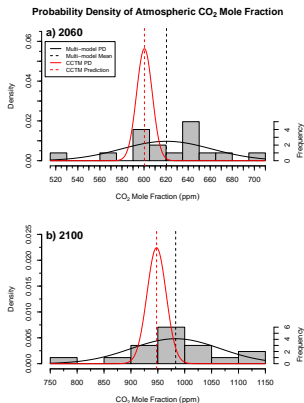 Probability Density of Atmospheric CO₂ Mole Fraction
a) 2060
Multi-model PD
Multi-model Mean
CCTM PD
CCTM Prediction
Density
0.00 0.02 0.04 0.06
Frequency
0 2 4
520 540 560 580 600 620 640 660 680 700
CO₂ Mole Fraction (ppm)
b) 2100
Density
0.000 0.005 0.010 0.015 0.020 0.025
Frequency
0 2 4 6
750 800 850 900 950 1000 1050 1100 1150
CO₂ Mole Fraction (ppm)